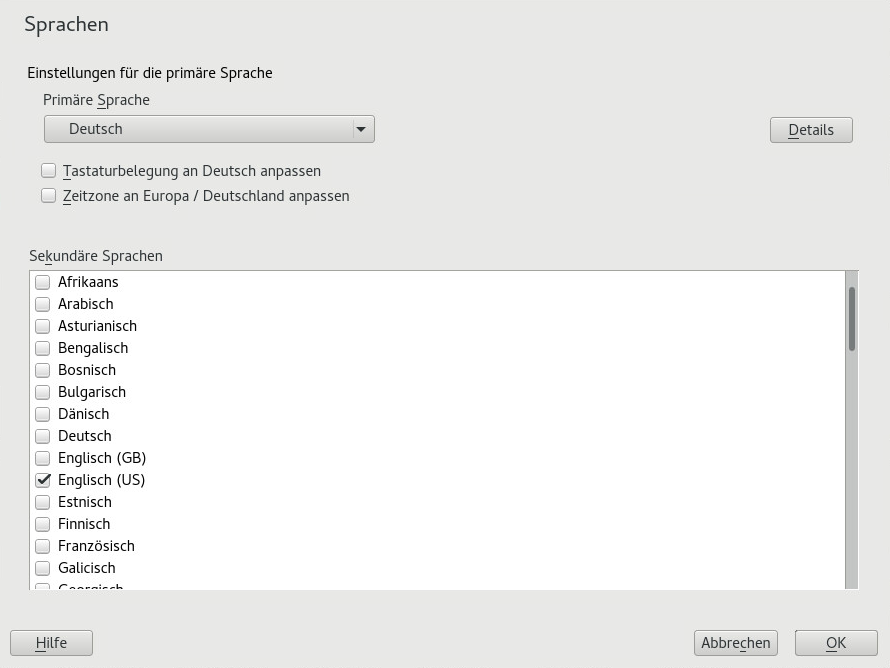 Sprachen
Einstellungen für die primäre Sprache
Primäre Sprache
Deutsch
Details
Tastaturbelegung an Deutsch anpassen
Zeitzone an Europa / Deutschland anpassen
Sekundäre Sprachen
Afrikaans
Arabisch
Asturianisch
Bengalisch
Bosnisch
Bulgarisch
Dänisch
Deutsch
Englisch (GB)
Englisch (US)
Estnisch
Finnisch
Französisch
Galicisch
Georgisch
Hilfe
Abbrechen
OK